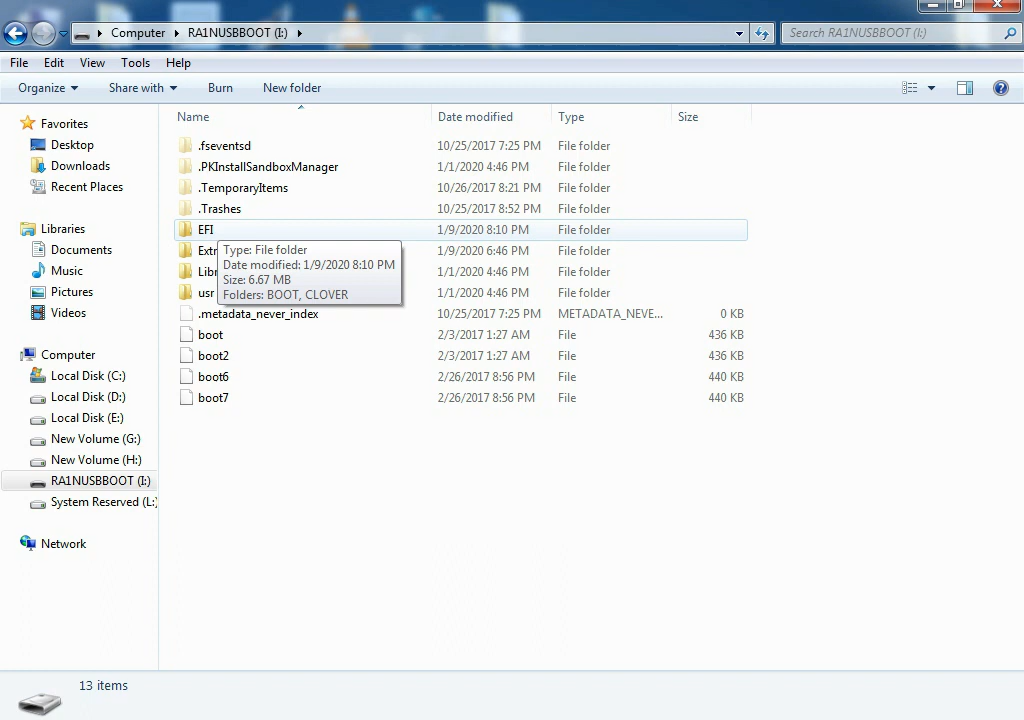 Computer RA1NUSBBOOT (I:) Search RA1NUSBBOOT (I:)
File Edit View Tools Help
Organize Share with Burn New folder
Name Date modified Type Size
Favorites
Desktop
Downloads
Recent Places
Libraries
Documents
Music
Pictures
Videos
Computer
Local Disk (C:)
Local Disk (D:)
Local Disk (E:)
New Volume (G:)
New Volume (H:)
RA1NUSBBOOT (I:)
System Reserved (L:)
Network
.fseventsd 10/25/2017 7:25 PM File folder
.PKInstallSandboxManager 1/1/2020 4:46 PM File folder
.TemporaryItems 10/26/2017 8:21 PM File folder
.Trashes 10/25/2017 8:52 PM File folder
EFI 1/9/2020 8:10 PM File folder
Extr 1/9/2020 6:46 PM File folder
Libr 1/1/2020 4:46 PM File folder
usr 1/1/2020 4:46 PM File folder
.metadata_never_index 10/25/2017 7:25 PM METADATA_NEVE... 0 KB
boot 2/3/2017 1:27 AM File 436 KB
boot2 2/3/2017 1:27 AM File 436 KB
boot6 2/26/2017 8:56 PM File 440 KB
boot7 2/26/2017 8:56 PM File 440 KB
Type: File folder
Date modified: 1/9/2020 8:10 PM
Size: 6.67 MB
Folders: BOOT, CLOVER
13 items